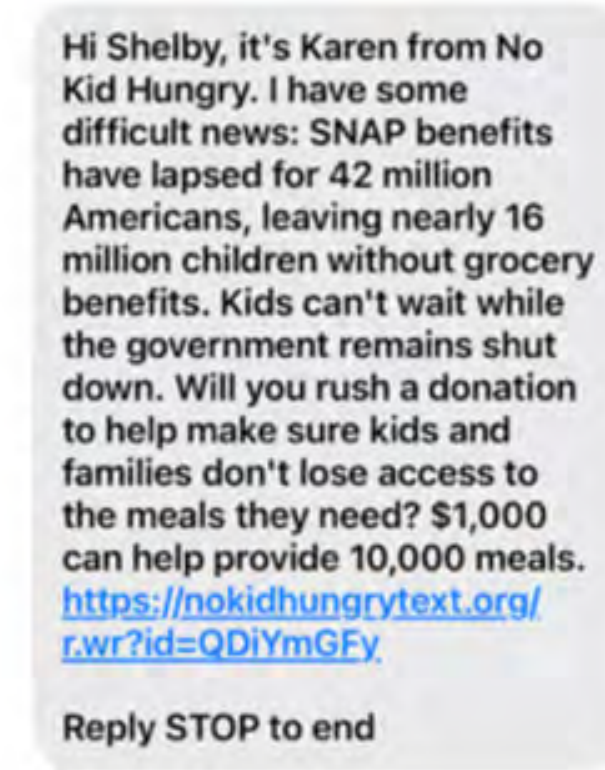 Hi Shelby, it's Karen from No
Kid Hungry. I have some
difficult news: SNAP benefits
have lapsed for 42 million
Americans, leaving nearly 16
million children without grocery
benefits. Kids can't wait while
the government remains shut
down. Will you rush a donation
to help make sure kids and
families don't lose access to
the meals they need? $1,000
can help provide 10,000 meals.
https://nokidhungrytext.org/
r.wr?id=QDiYmGFy
Reply STOP to end